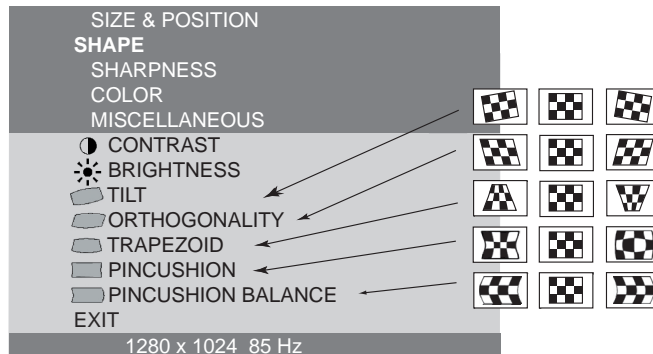 SIZE & POSITION
SHAPE
SHARPNESS
COLOR
MISCELLANEOUS
CONTRAST
BRIGHTNESS
TILT
ORTHOGONALITY
TRAPEZOID
PINCUSHION
PINCUSHION BALANCE
EXIT
1280 x 1024 85 Hz